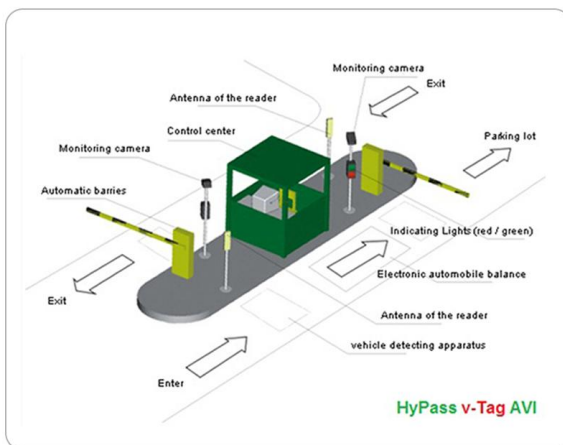 Monitoring camera
Exit
Antenna of the reader
Control center
Parking lot
Monitoring camera
Automatic barries
Indicating Lights (red / green)
Electronic automobile balance
Exit
Antenna of the reader
vehicle detecting apparatus
Enter
HyPass v-Tag AVI